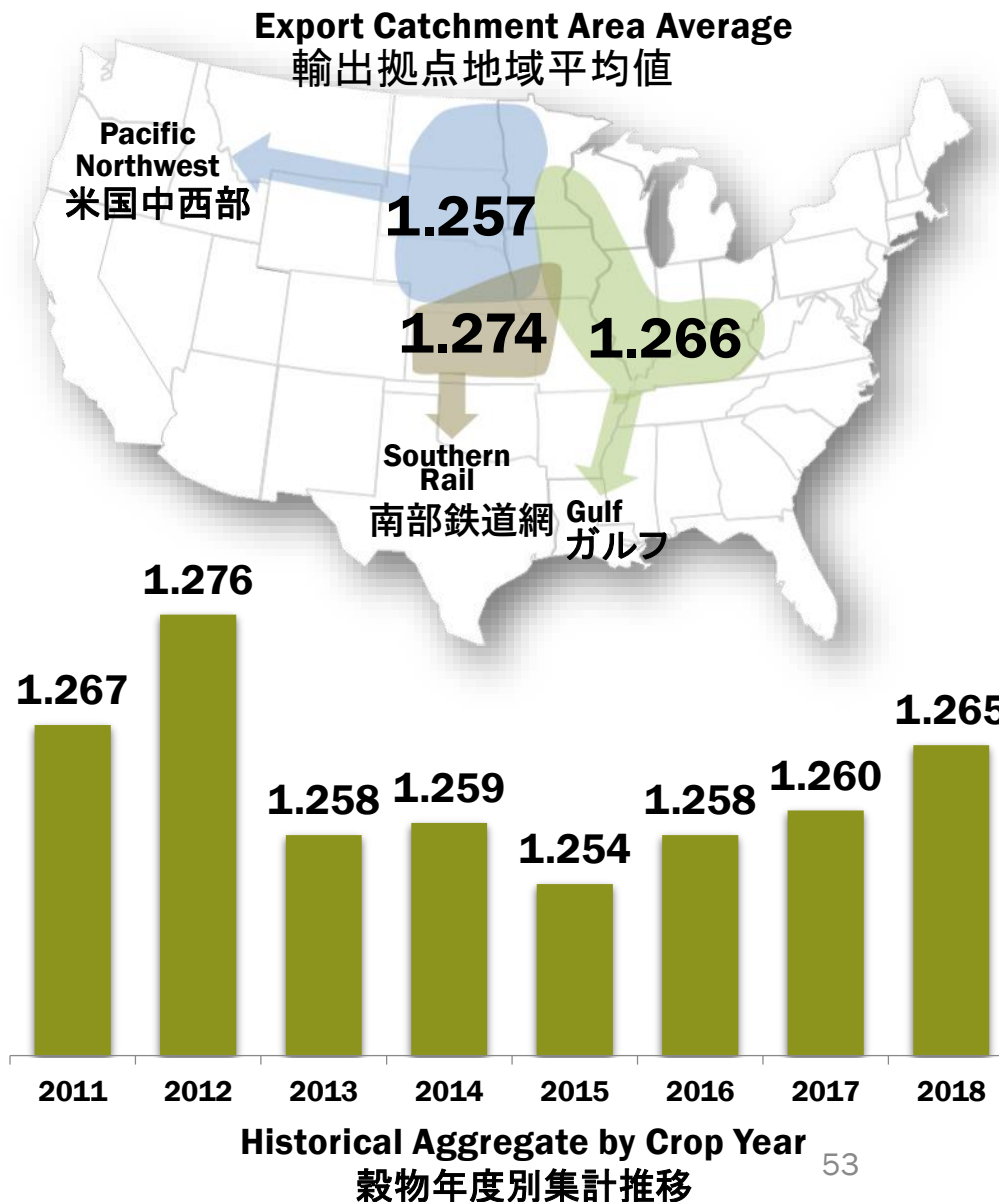 Export Catchment Area Average
輸出拠点地域平均値
Pacific
Northwest
米国中西部
1.257
1.274
1.266
Southern
Rail
南部鉄道網
Gulf
ガルフ
1.267
1.276
1.258
1.259
1.254
1.258
1.260
1.265
2011 2012 2013 2014 2015 2016 2017 2018
Historical Aggregate by Crop Year
穀物年度別集計推移
53